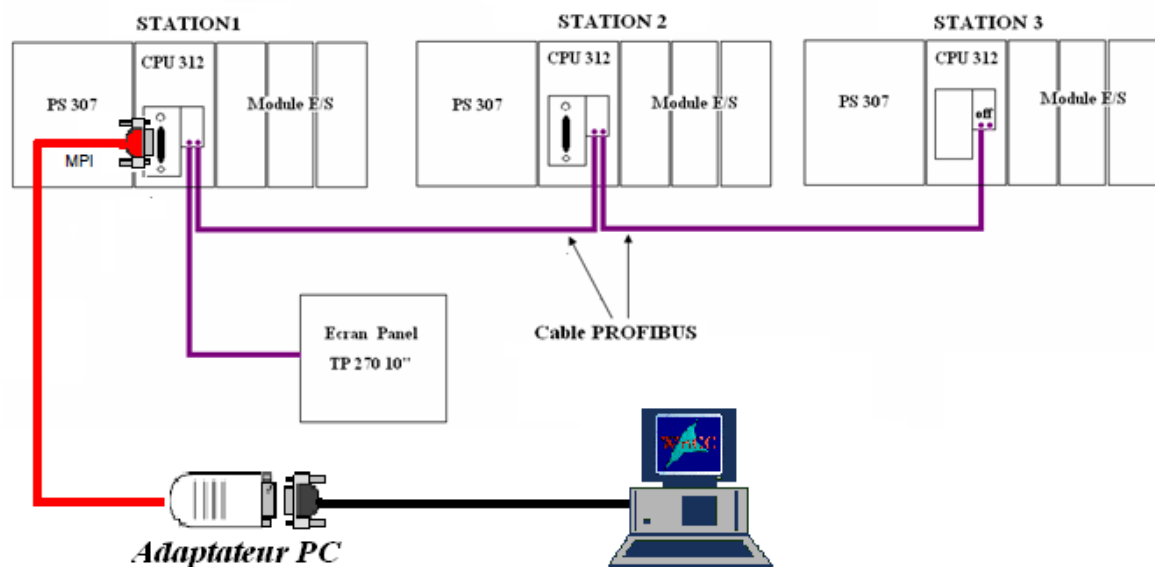 STATION1
STATION 2
STATION 3
CPU 312
CPU 312
CPU 312
PS 307
Module E/S
PS 307
Module E/S
PS 307
off
Module E/S
MPI
Cable PROFIBUS
Ecran Panel
TP 270 10"
WinCC
Adaptateur PC